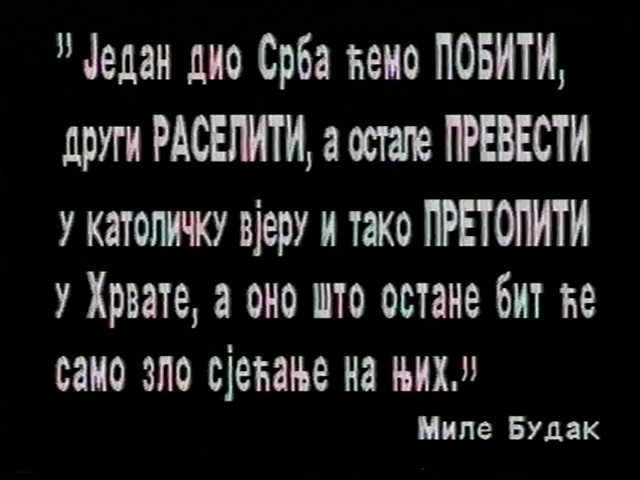 ” Један дио Срба ћемо ПОБИТИ,
други РАСЕЛИТИ, а остале ПРЕВЕСТИ
у католичку вјеру и тако ПРЕТОПИТИ
у Хрвате, а оно што остане бит ће
само зло сјећање на њих.”
Миле Будак